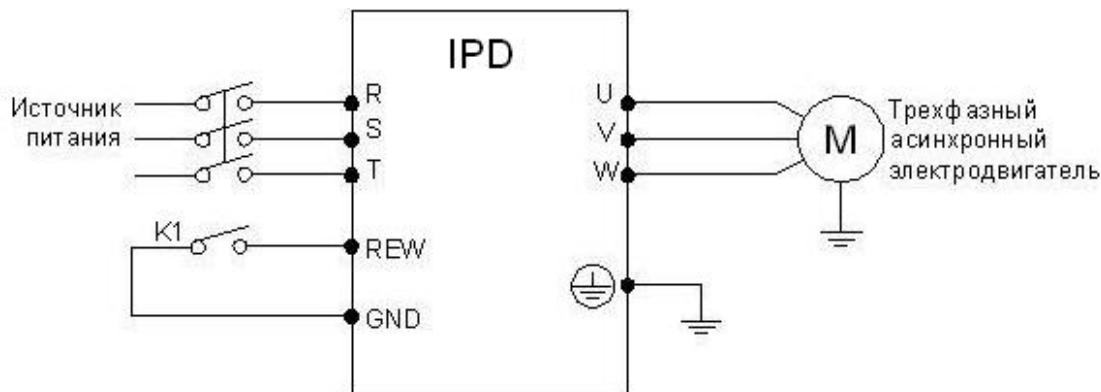 IPD
Источник
питания
R
S
T
U
V
W
M
Трехфазный
асинхронный
электродвигатель
K1
REW
GND